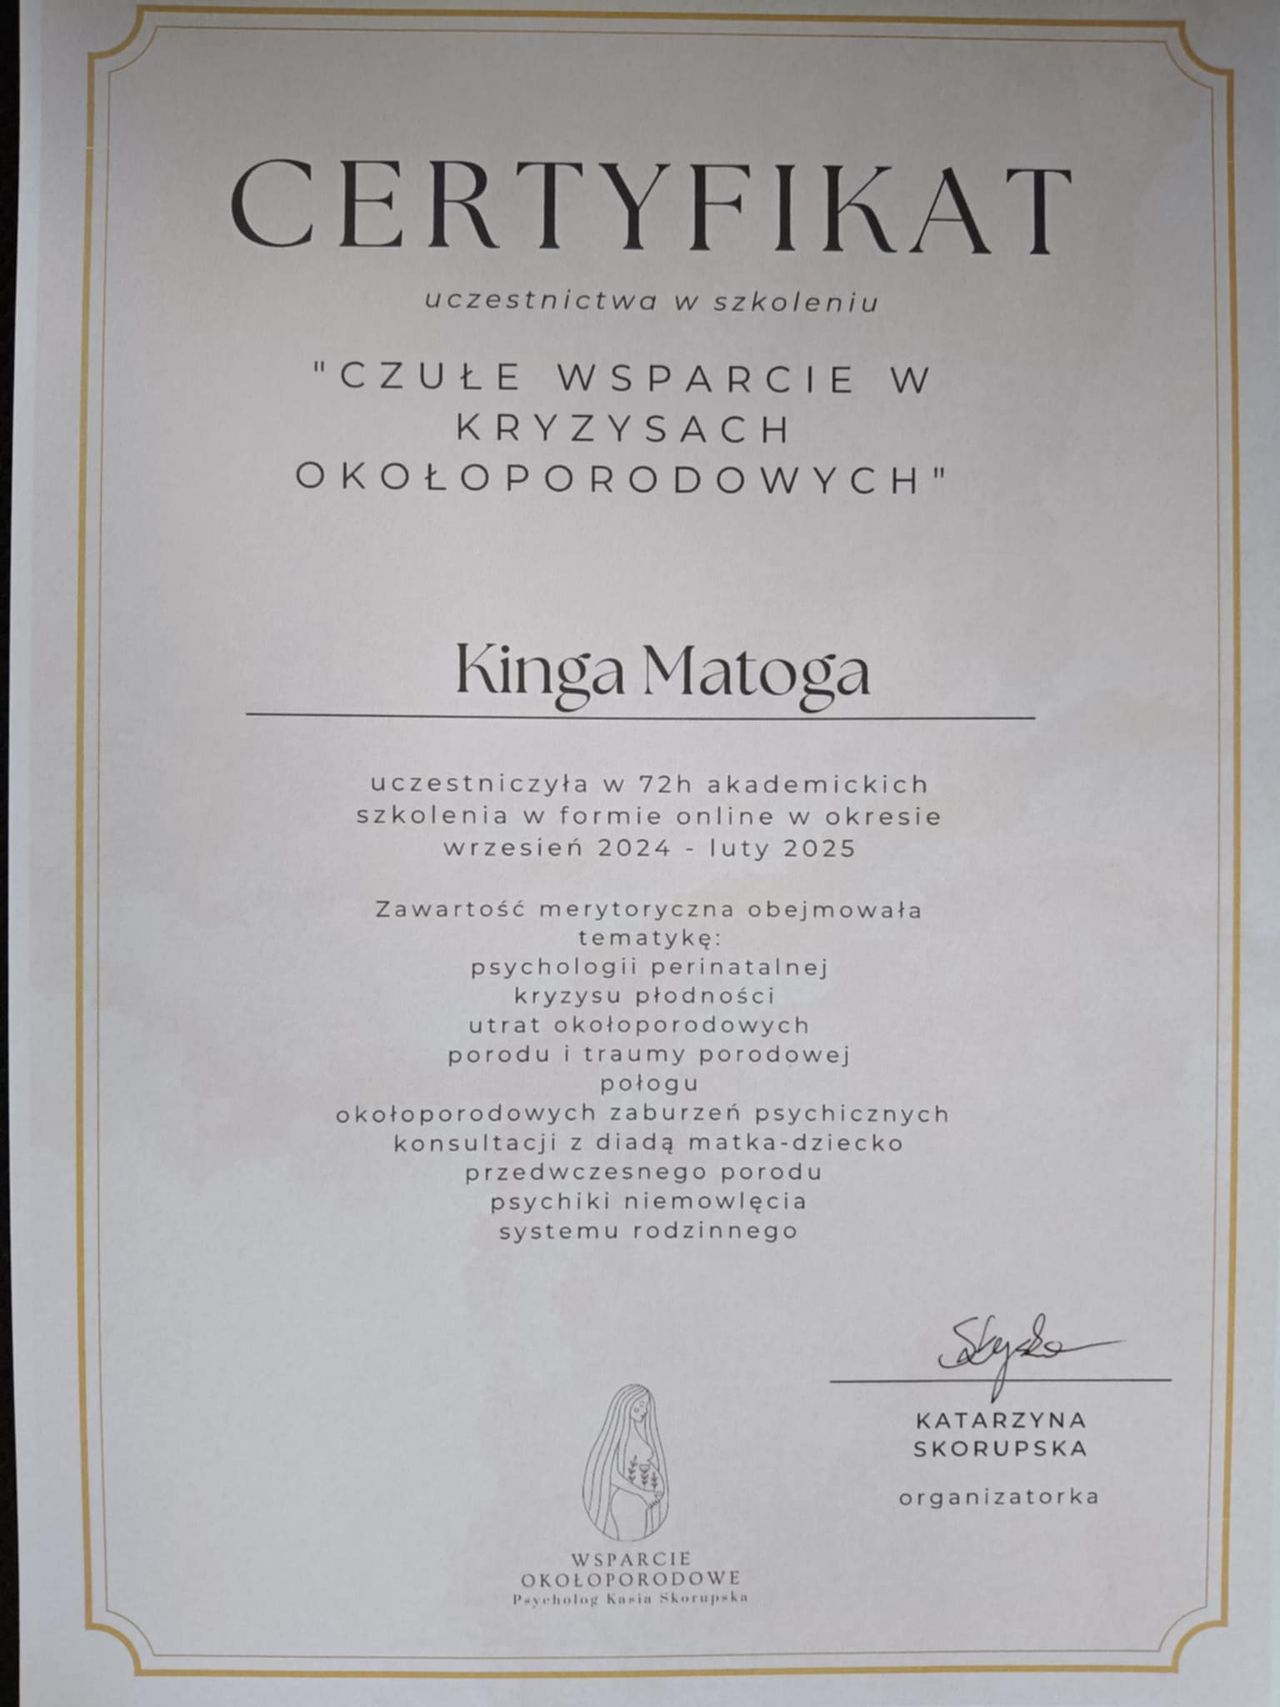 CERTYFIKAT
uczestnictwa w szkoleniu
"CZUŁE WSPARCIE W
KRYZYSACH
OKOŁOPORODOWYCH"
Kinga Matoga
uczestniczyła w 72h akademickich
szkolenia w formie online w okresie
wrzesień 2024 - luty 2025
Zawartość merytoryczna obejmowała
tematykę:
psychologii perinatalnej
kryzysu płodności
utrat okołoporodowych
porodu i traumy porodowej
połogu
okołoporodowych zaburzeń psychicznych
konsultacji z diadą matka-dziecko
przedwczesnego porodu
psychiki niemowlęcia
systemu rodzinnego
KATARZYNA
SKORUPSKA
organizatorka
WSPARCIE
OKOŁOPORODOWE
Psycholog Kasia Skorupska